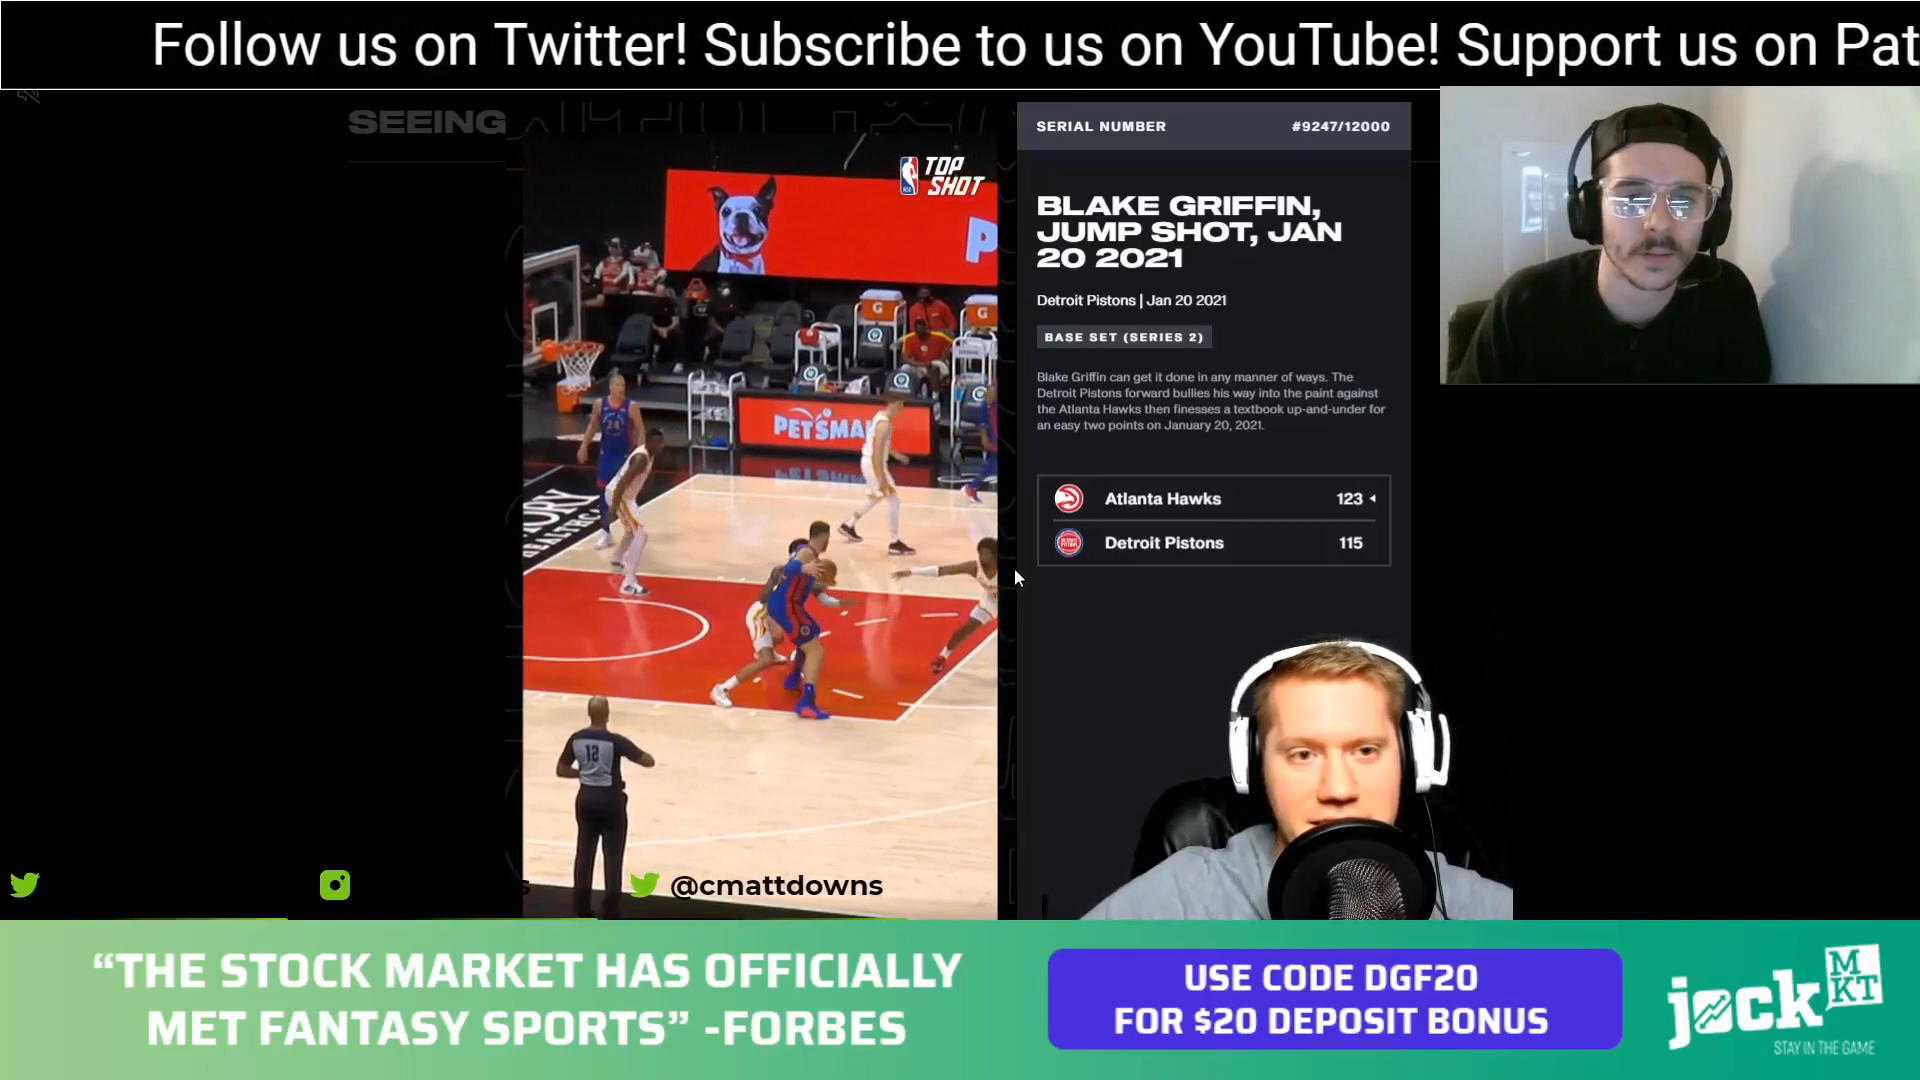 Follow us on Twitter! Subscribe to us on YouTube! Support us on Pat
SEEING
TOP
SHOT
SERIAL NUMBER #9247/12000
BLAKE GRIFFIN,
JUMP SHOT, JAN
20 2021
Detroit Pistons | Jan 20 2021
BASE SET (SERIES 2)
Blake Griffin can get it done in any manner of ways. The
Detroit Pistons forward bullies his way into the paint against
the Atlanta Hawks then finesses a textbook up-and-under for
an easy two points on January 20, 2021.
Atlanta Hawks 123
Detroit Pistons 115
P
PETSMA
24
12
@cmattdowns
“THE STOCK MARKET HAS OFFICIALLY
MET FANTASY SPORTS” -FORBES
USE CODE DGF20
FOR $20 DEPOSIT BONUS
jock MKT
STAY IN THE GAME